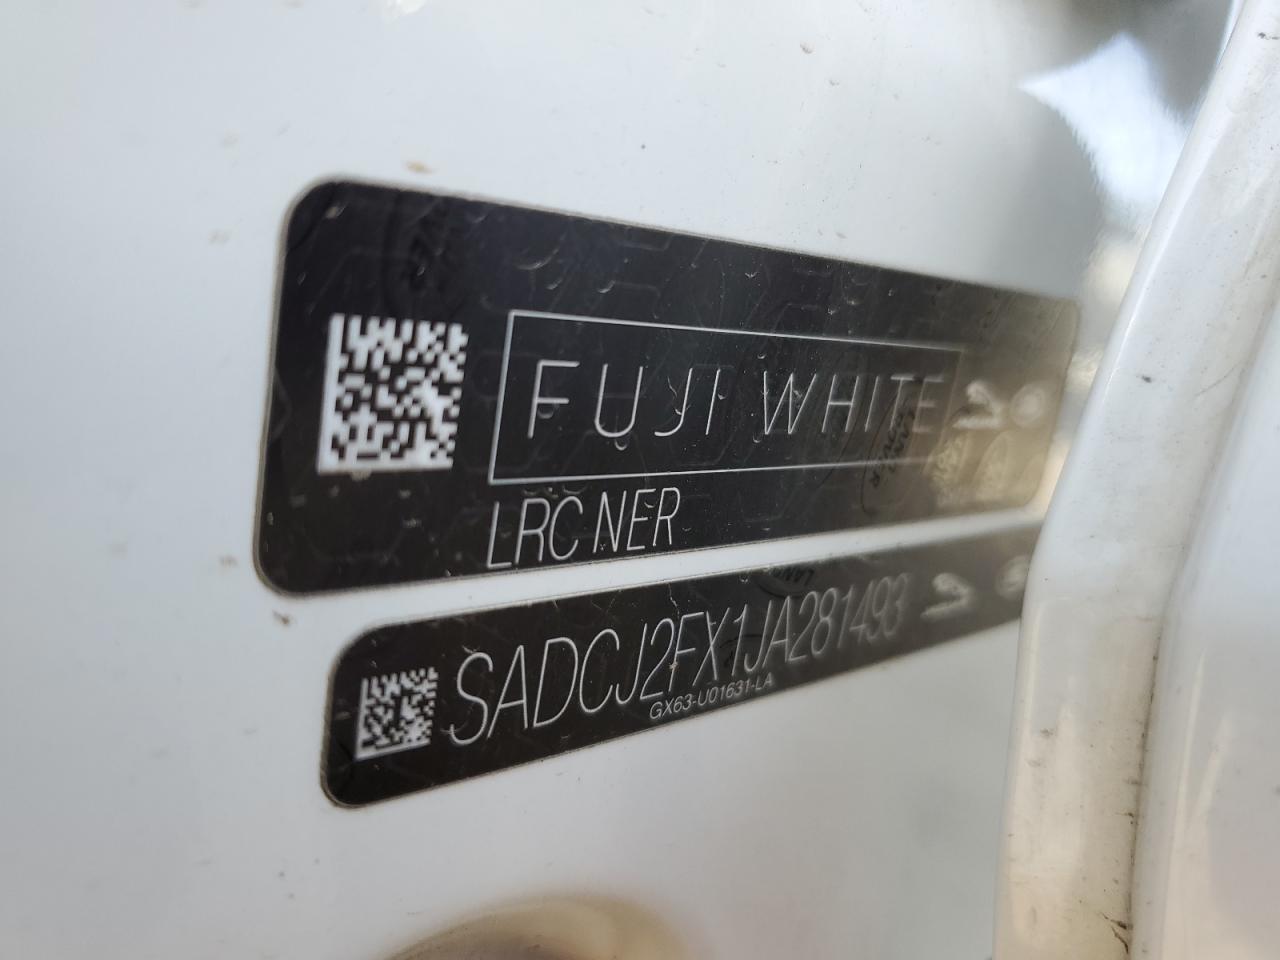 FUJI WHITE
LRC NER
SADCJ2FX1JA281493
GX63-U01631-LA